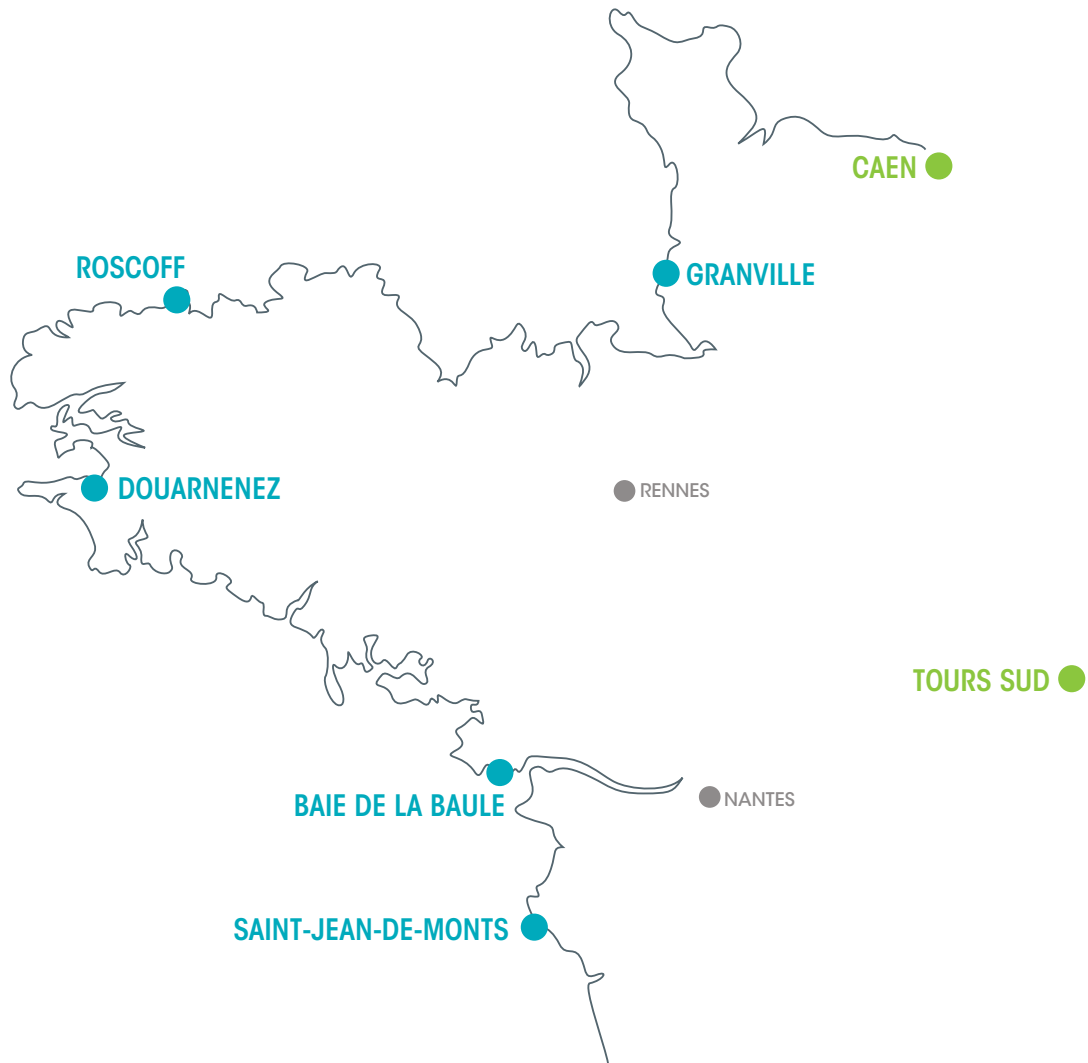 CAEN
ROSCOFF
GRANVILLE
DOUARNENEZ
RENNES
TOURS SUD
BAIE DE LA BAULE
NANTES
SAINT-JEAN-DE-MONTS